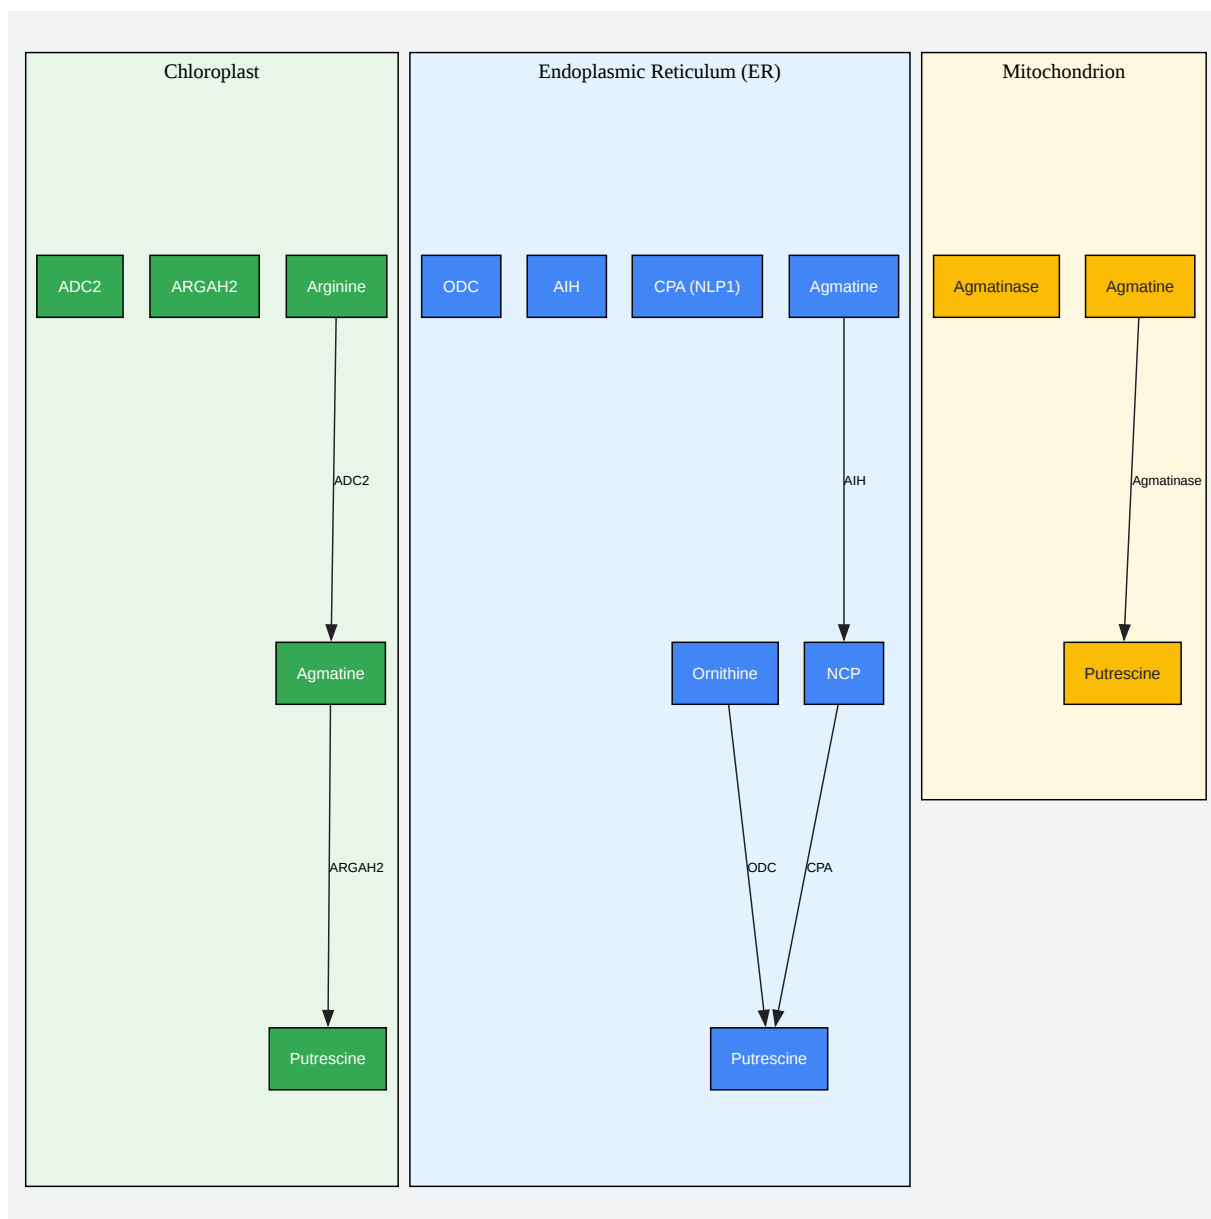 Chloroplast
Endoplasmic Reticulum (ER)
Mitochondrion
ADC2
ARGAH2
Arginine
ODC
AIH
CPA (NLP1)
Agmatine
Agmatinase
Agmatine
ADC2
AIH
Agmatinase
Agmatine
Ornithine
NCP
Putrescine
ARGAH2
ODC
CPA
Putrescine
Putrescine